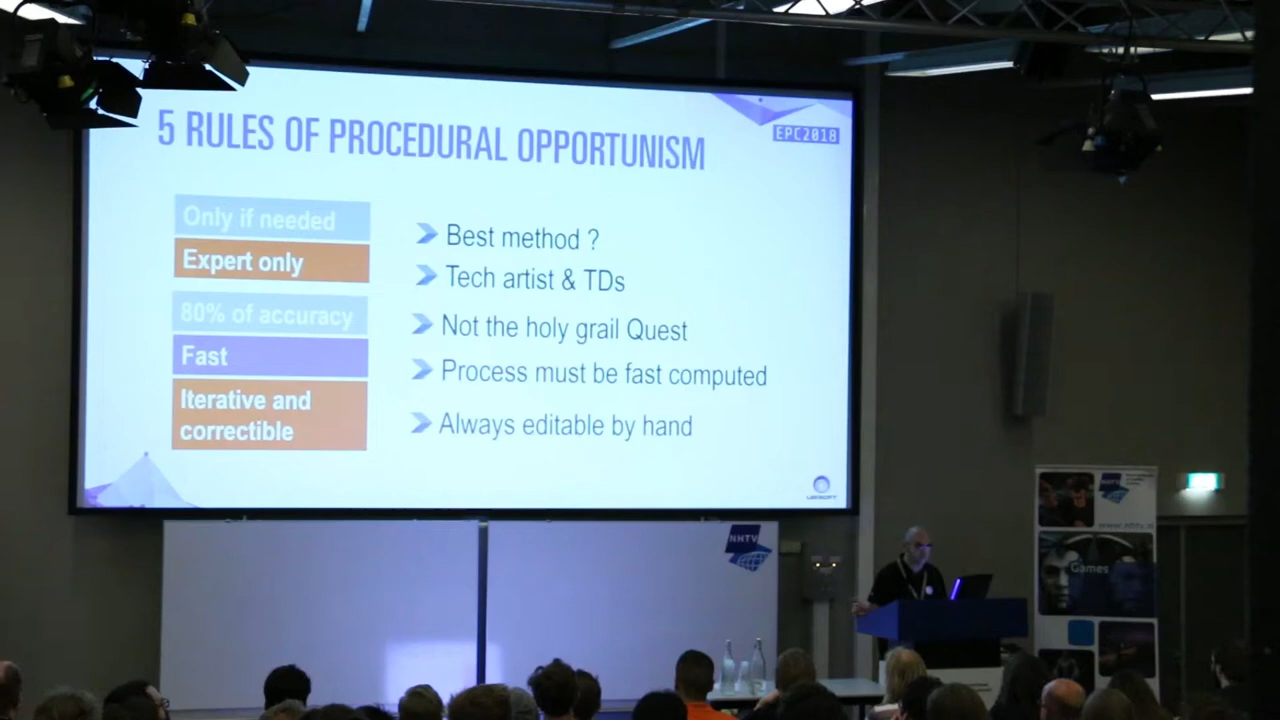 5 RULES OF PROCEDURAL OPPORTUNISM
EPC2018
Only if needed
Best method ?
Expert only
Tech artist & TDs
80% of accuracy
Not the holy grail Quest
Fast
Process must be fast computed
Iterative and
correctible
Always editable by hand
UBISOFT
NHTV
Games